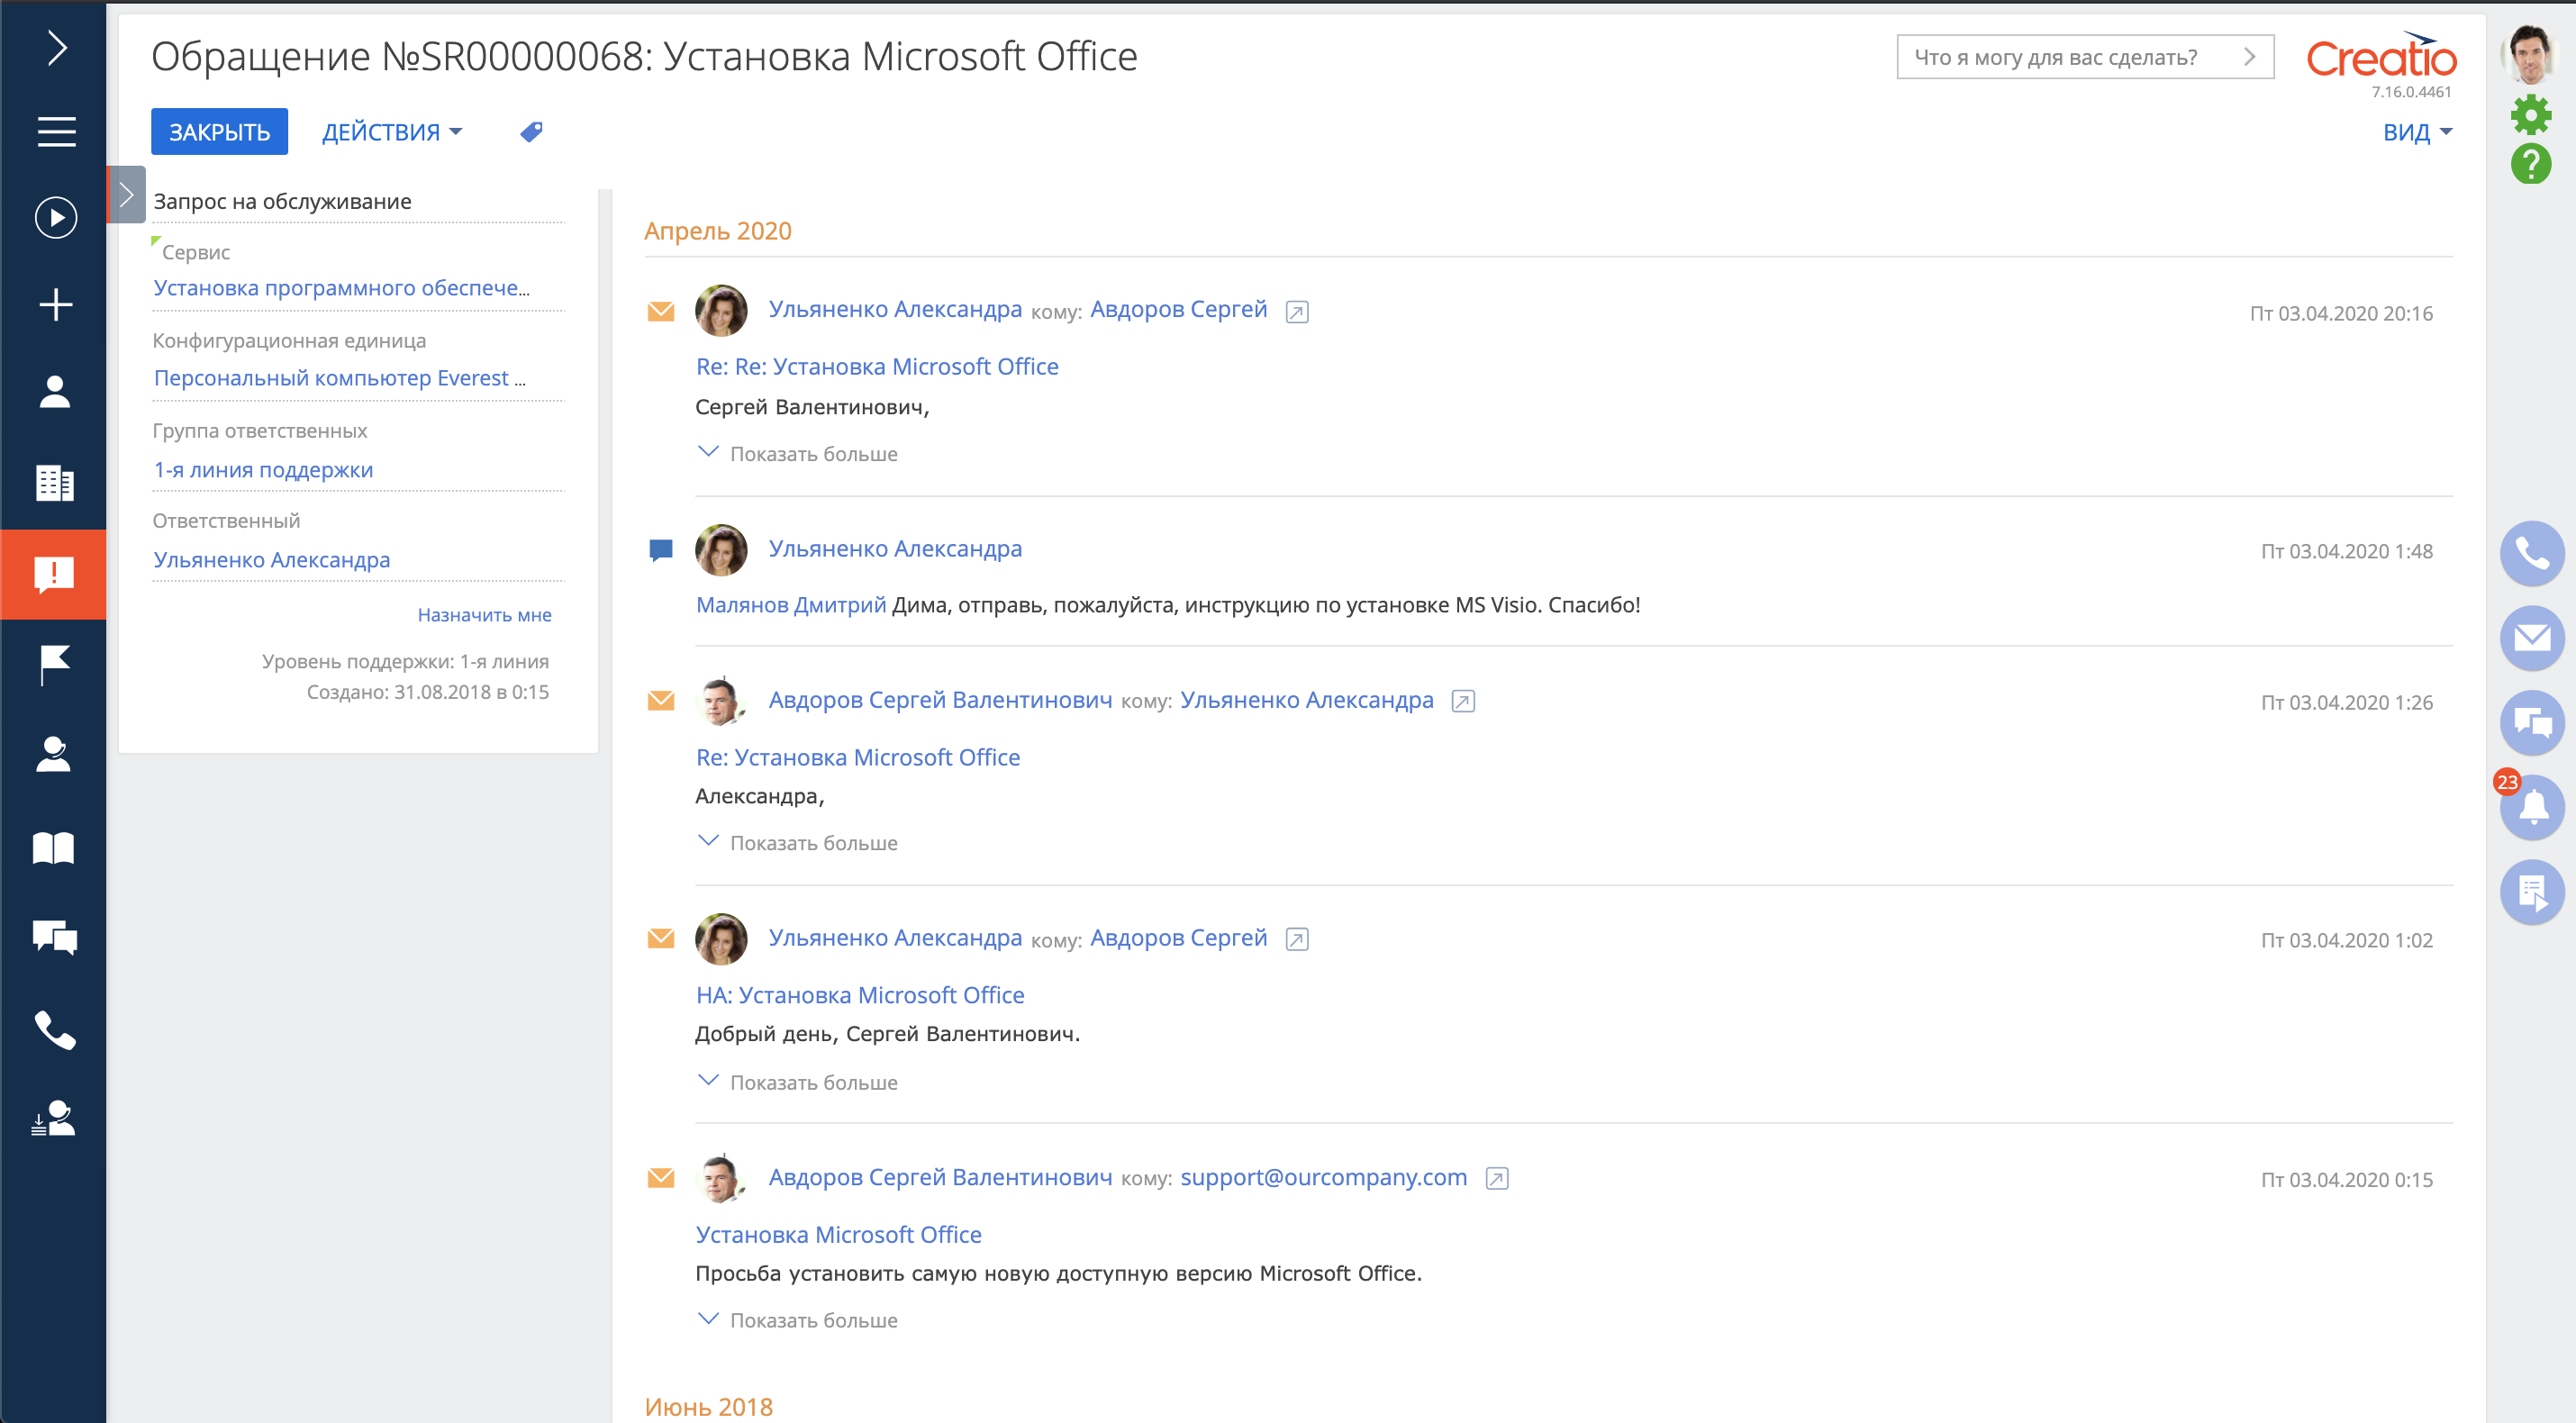 Обращение №SR00000068: Установка Microsoft Office
Что я могу для вас сделать?
Creatio
7.16.0.4461
ЗАКРЫТЬ
ДЕЙСТВИЯ
ВИД
Запрос на обслуживание
Сервис
Установка программного обеспече...
Конфигурационная единица
Персональный компьютер Everest ...
Группа ответственных
1-я линия поддержки
Ответственный
Ульяненко Александра
Назначить мне
Уровень поддержки: 1-я линия
Создано: 31.08.2018 в 0:15
Апрель 2020
Ульяненко Александра кому: Авдоров Сергей
Пт 03.04.2020 20:16
Re: Re: Установка Microsoft Office
Сергей Валентинович,
Показать больше
Ульяненко Александра
Пт 03.04.2020 1:48
Малянов Дмитрий Дима, отправь, пожалуйста, инструкцию по установке MS Visio. Спасибо!
Авдоров Сергей Валентинович кому: Ульяненко Александра
Пт 03.04.2020 1:26
Re: Установка Microsoft Office
Александра,
Показать больше
Ульяненко Александра кому: Авдоров Сергей
Пт 03.04.2020 1:02
НА: Установка Microsoft Office
Добрый день, Сергей Валентинович.
Показать больше
Авдоров Сергей Валентинович кому: support@ourcompany.com
Пт 03.04.2020 0:15
Установка Microsoft Office
Просьба установить самую новую доступную версию Microsoft Office.
Показать больше
Июнь 2018
23